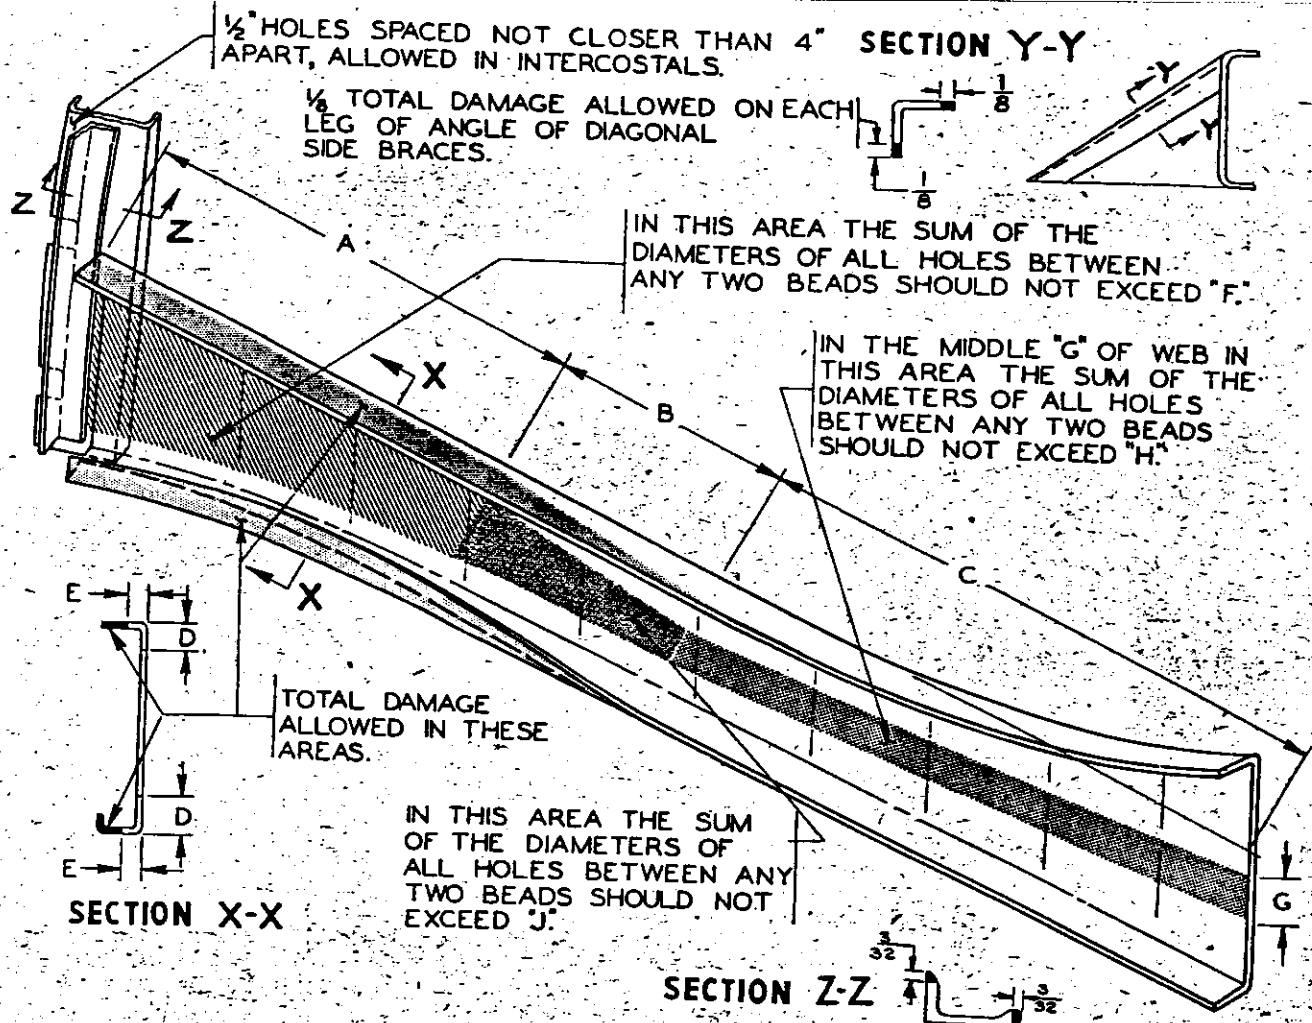 ½" HOLES SPACED NOT CLOSER THAN 4"
APART, ALLOWED IN INTERCOSTALS.
SECTION Y-Y
⅛ TOTAL DAMAGE ALLOWED ON EACH
LEG OF ANGLE OF DIAGONAL
SIDE BRACES.
1/8
1/8
Y
Y
Z
Z
A
IN THIS AREA THE SUM OF THE
DIAMETERS OF ALL HOLES BETWEEN
ANY TWO BEADS SHOULD NOT EXCEED "F."
X
B
IN THE MIDDLE "G" OF WEB IN
THIS AREA THE SUM OF THE
DIAMETERS OF ALL HOLES
BETWEEN ANY TWO BEADS
SHOULD NOT EXCEED "H."
C
X
E
D
TOTAL DAMAGE
ALLOWED IN THESE
AREAS.
D
E
SECTION X-X
IN THIS AREA THE SUM
OF THE DIAMETERS OF
ALL HOLES BETWEEN ANY
TWO BEADS SHOULD NOT
EXCEED "J".
G
SECTION Z-Z
3/32
3/32